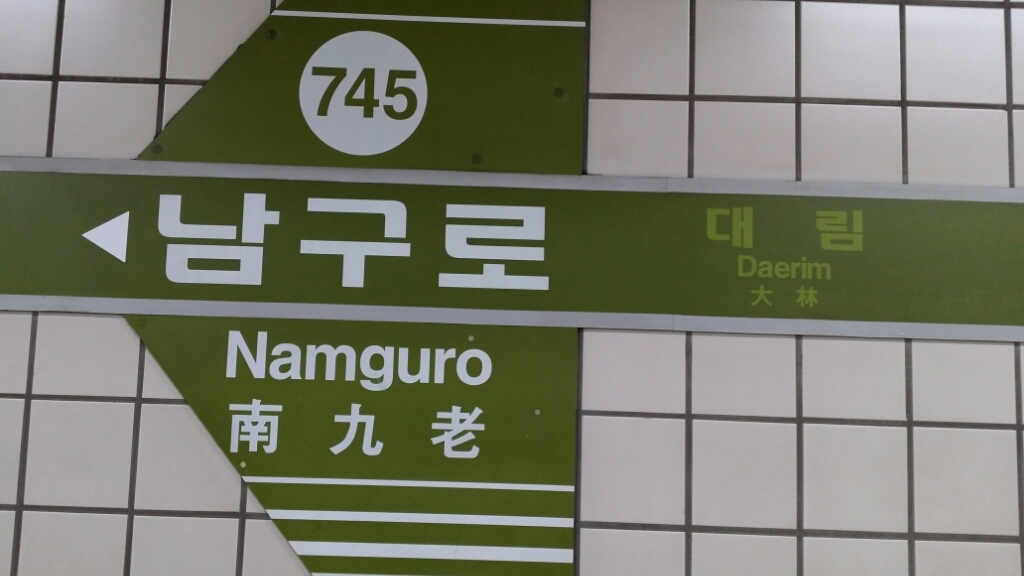 745
남구로
대 림
Daerim
大 林
Namguro
南 九 老